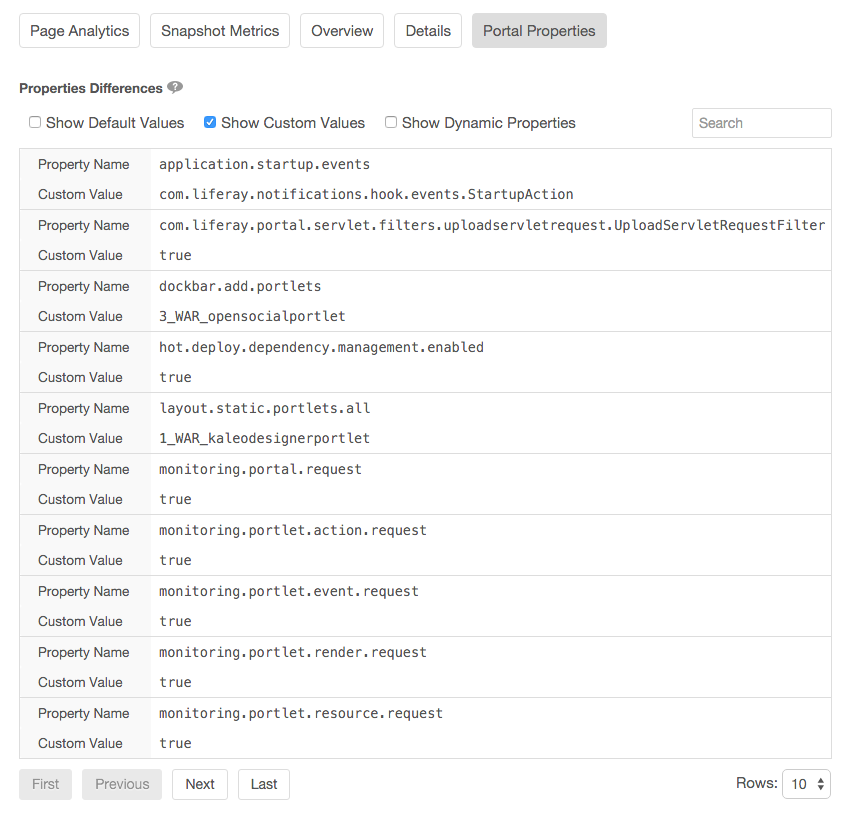 Page Analytics Snapshot Metrics Overview Details Portal Properties
Properties Differences ?
Show Default Values Show Custom Values Show Dynamic Properties Search
Property Name application.startup.events
Custom Value com.liferay.notifications.hook.events.StartupAction
Property Name com.liferay.portal.servlet.filters.uploadservletrequest.UploadServletRequestFilter
Custom Value true
Property Name dockbar.add.portlets
Custom Value 3_WAR_opensocialportlet
Property Name hot.deploy.dependency.management.enabled
Custom Value true
Property Name layout.static.portlets.all
Custom Value 1_WAR_kaleodesignerportlet
Property Name monitoring.portal.request
Custom Value true
Property Name monitoring.portlet.action.request
Custom Value true
Property Name monitoring.portlet.event.request
Custom Value true
Property Name monitoring.portlet.render.request
Custom Value true
Property Name monitoring.portlet.resource.request
Custom Value true
First Previous Next Last Rows: 10